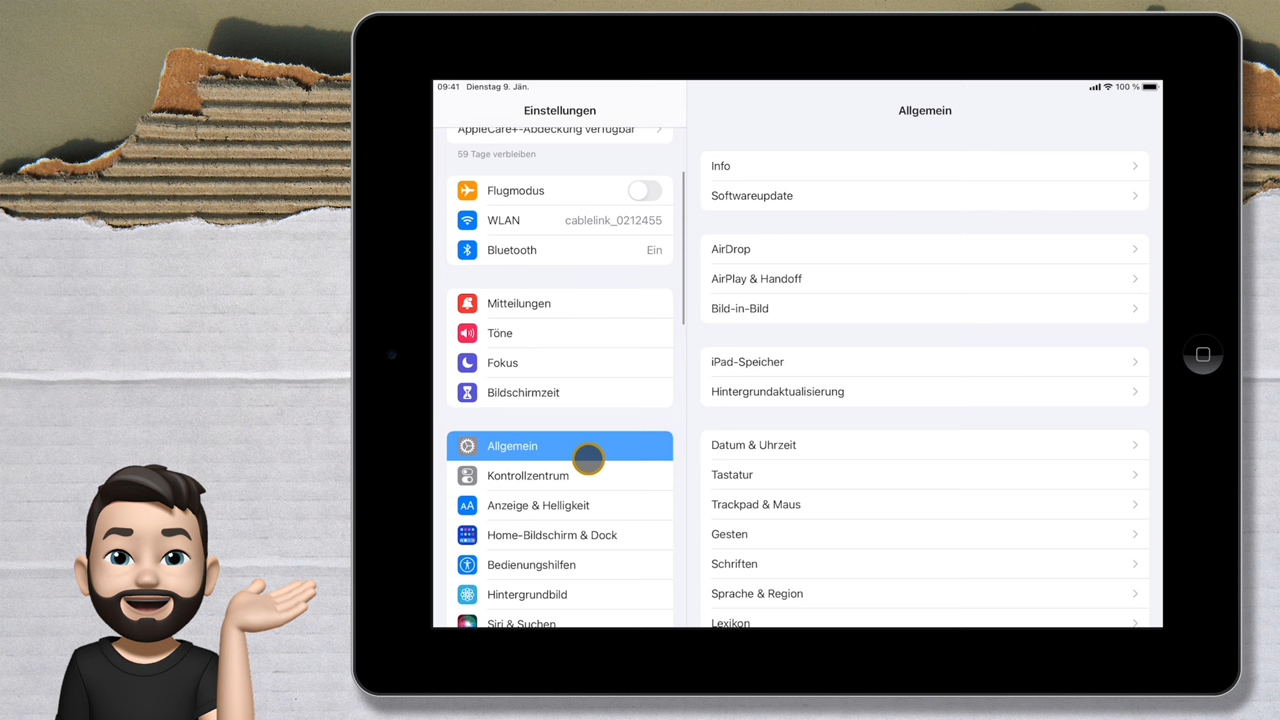 09:41 Dienstag 9. Jän.
100 %
Einstellungen
AppleCare+-Abdeckung verfügbar
59 Tage verbleiben
Flugmodus
WLAN cablelink_0212455
Bluetooth Ein
Mitteilungen
Töne
Fokus
Bildschirmzeit
Allgemein
Kontrollzentrum
AA Anzeige & Helligkeit
Home-Bildschirm & Dock
Bedienungshilfen
Hintergrundbild
Siri & Suchen
Allgemein
Info
Softwareupdate
AirDrop
AirPlay & Handoff
Bild-in-Bild
iPad-Speicher
Hintergrundaktualisierung
Datum & Uhrzeit
Tastatur
Trackpad & Maus
Gesten
Schriften
Sprache & Region
Lexikon